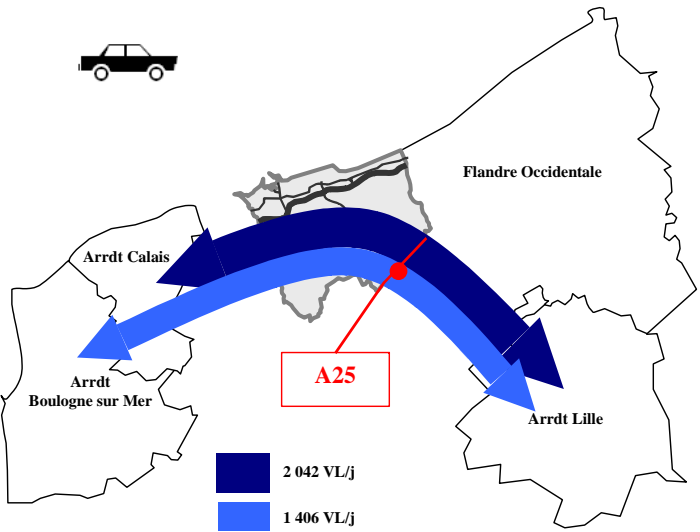 Flandre Occidentale
Arrdt Calais
A25
Arrdt
Boulogne sur Mer
Arrdt Lille
2 042 VL/j
1 406 VL/j